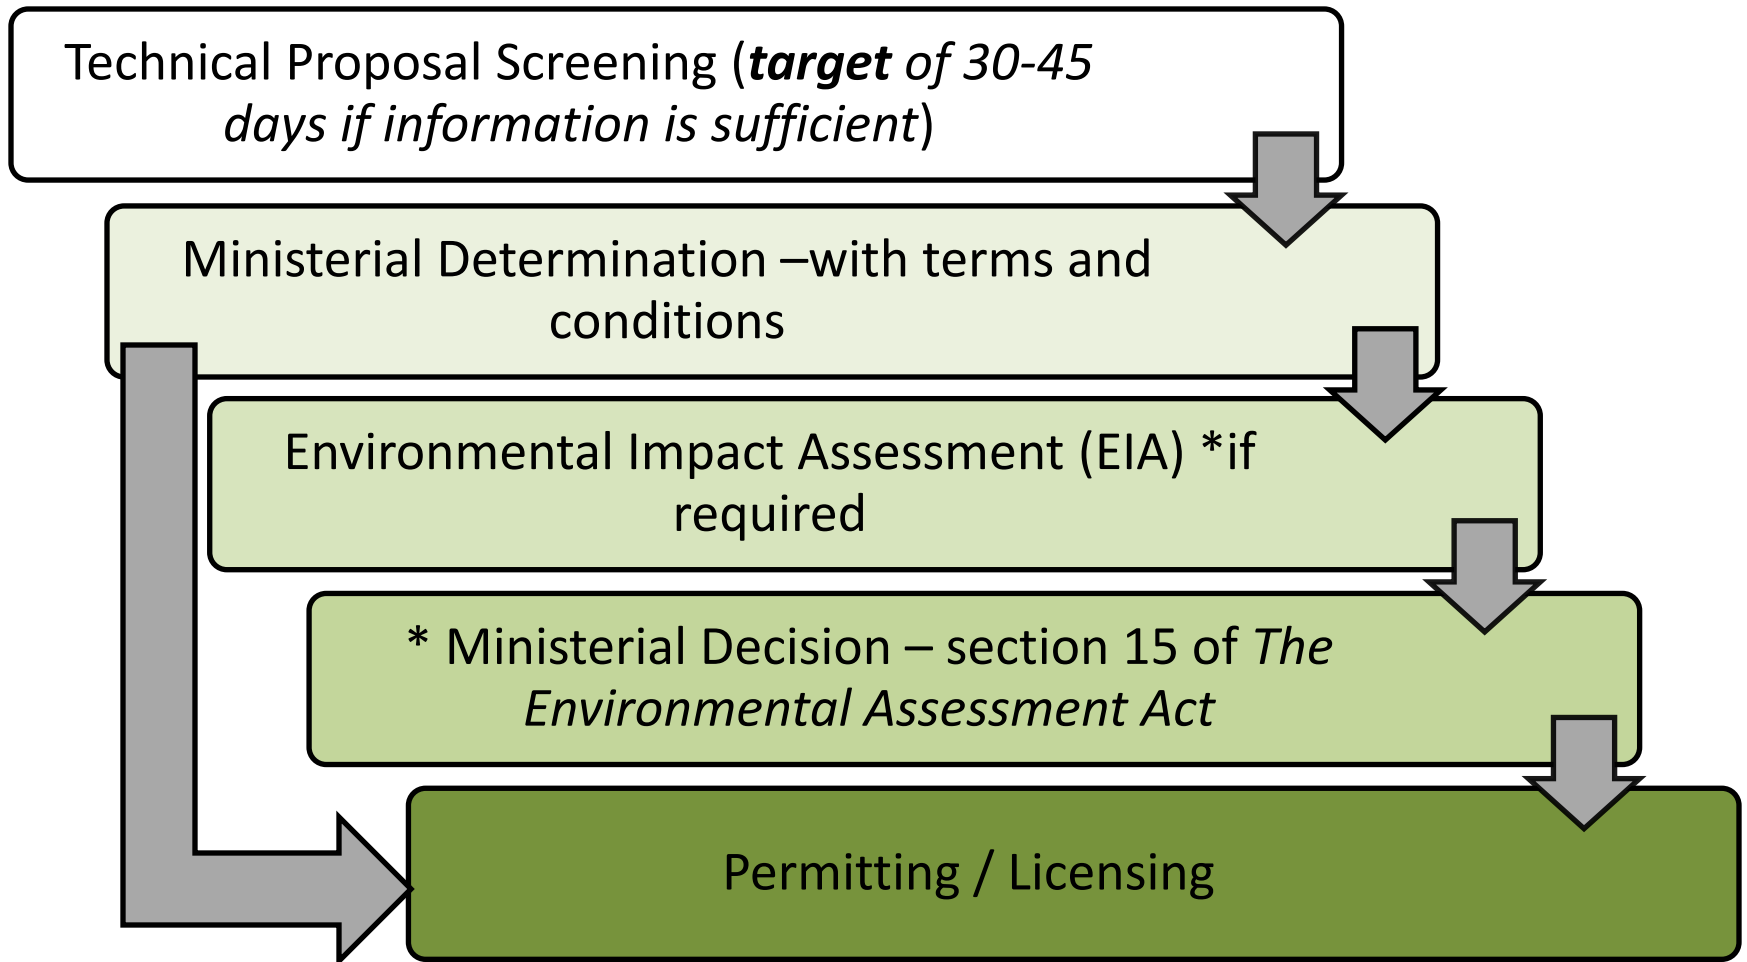 Technical Proposal Screening (target of 30-45
days if information is sufficient)
Ministerial Determination –with terms and
conditions
Environmental Impact Assessment (EIA) *if
required
* Ministerial Decision – section 15 of The
Environmental Assessment Act
Permitting / Licensing